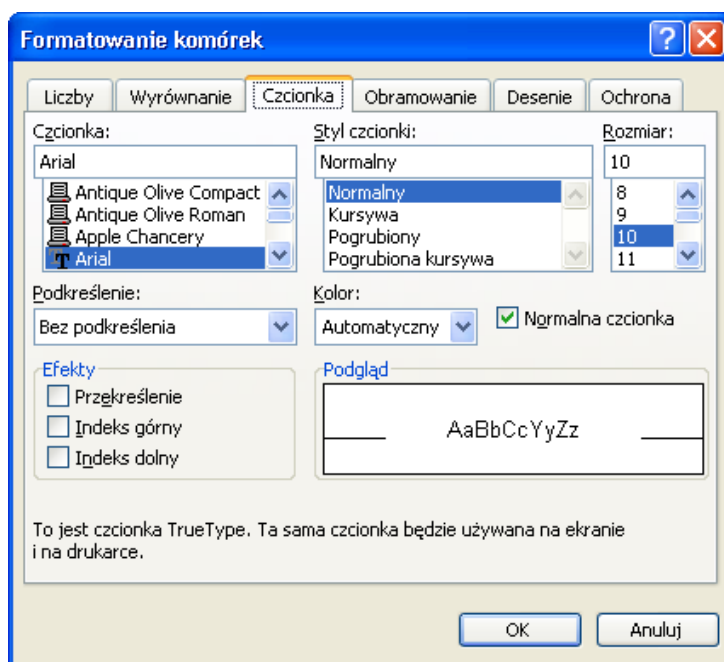 Formatowanie komórek
Liczby Wyrównanie Czcionka Obramowanie Desenie Ochrona
Czcionka: Styl czcionki: Rozmiar:
Arial Normalny 10
Antique Olive Compact Normalny 8
Antique Olive Roman Kursywa 9
Apple Chancery Pogrubiony 10
Arial Pogrubiona kursywa 11
Podkreślenie: Kolor:
Bez podkreślenia Automatyczny Normalna czcionka
Efekty Podgląd
Przekreślenie
Indeks górny AaBbCcYyZz
Indeks dolny
To jest czcionka TrueType. Ta sama czcionka będzie używana na ekranie
i na drukarce.
OK Anuluj